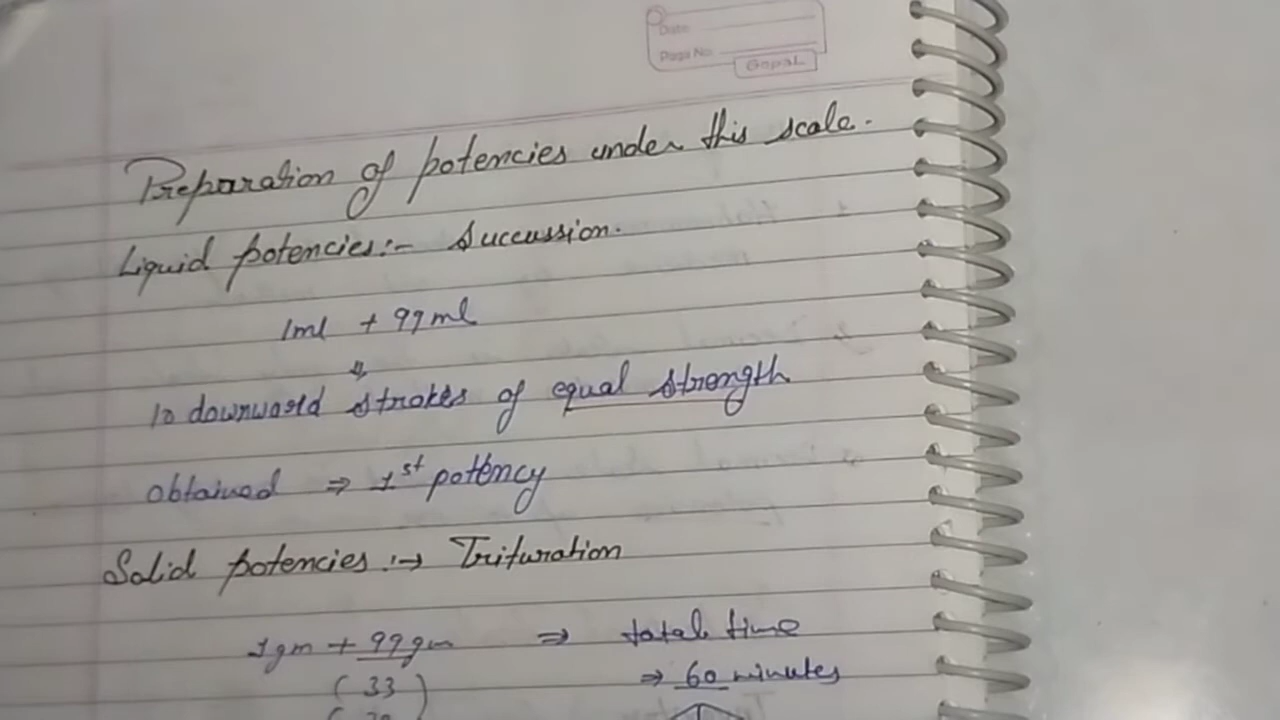 Date
Page No.
Gopal
Preparation of potencies under this scale.
Liquid potencies:- Succussion.
1ml + 99ml
⇓
10 downward strokes of equal strength
obtained ⇒ 1st potency
Solid potencies :→ Trituration
1gm + 99gm ⇒ total time
( 33 ) ⇒ 60 minutes